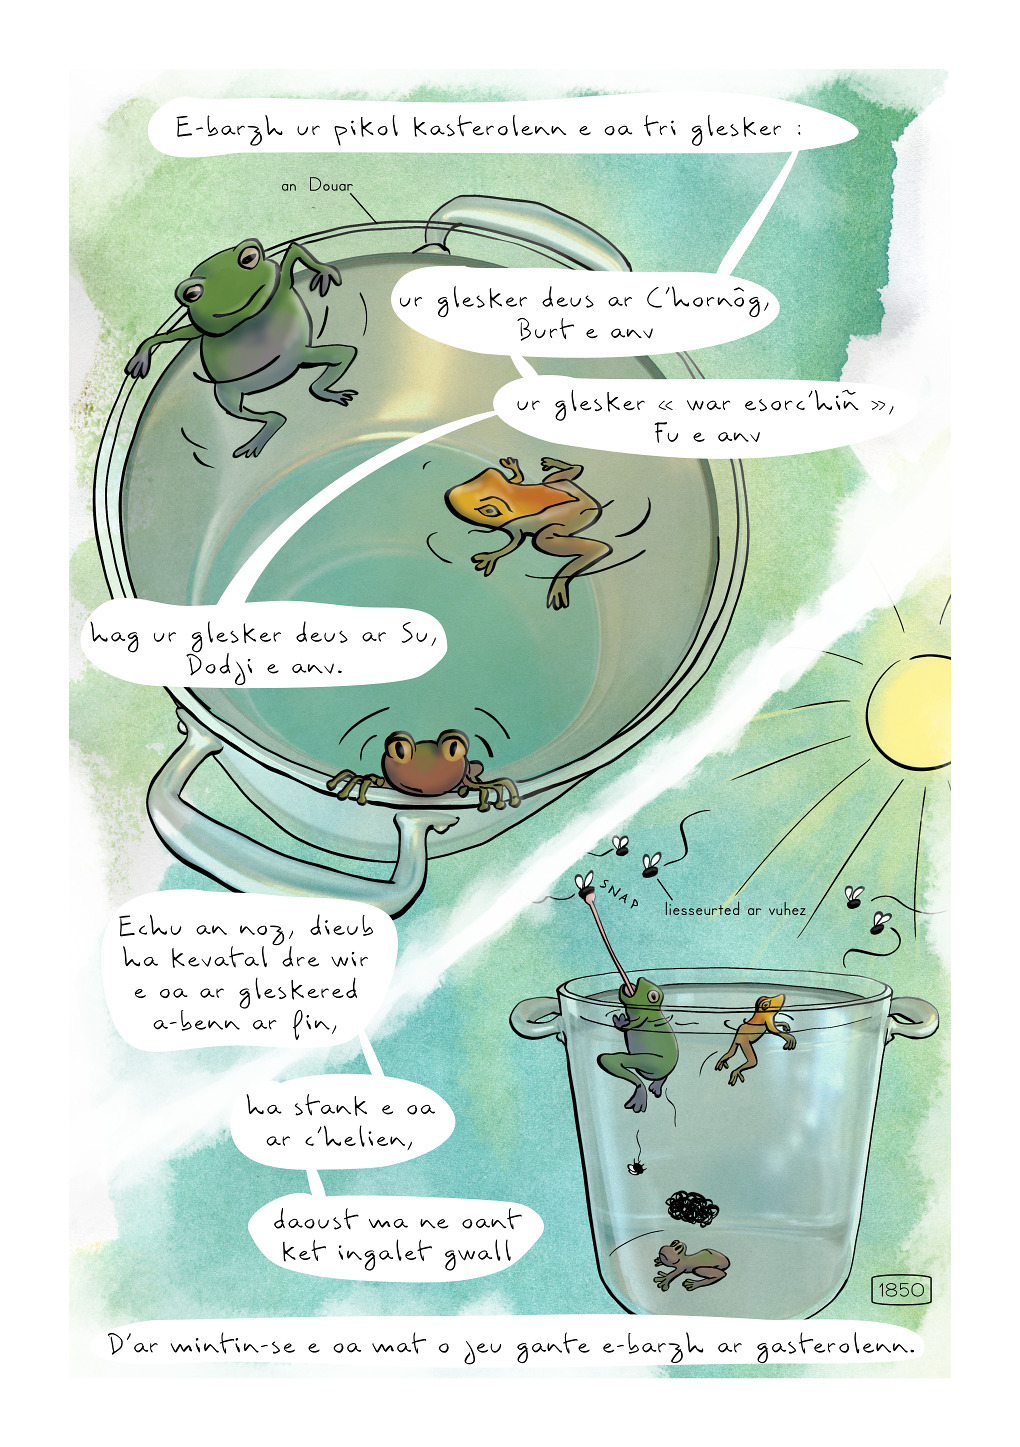 E-barzh ur pikol kasterolenn e oa tri glesker :
an Douar
ur glesker deus ar C'hornôg,
Burt e anv
ur glesker « war esorc'hiñ »,
Fu e anv
hag ur glesker deus ar Su,
Dodji e anv.
Echu an noz, dieub
ha kevatal dre wir
e oa ar gleskered
a-benn ar fin,
SNAP
liesseurted ar vuhez
ha stank e oa
ar c'helien,
daoust ma ne oant
ket ingalet gwall
1850
D'ar mintin-se e oa mat o jeu gante e-barzh ar gasterolenn.